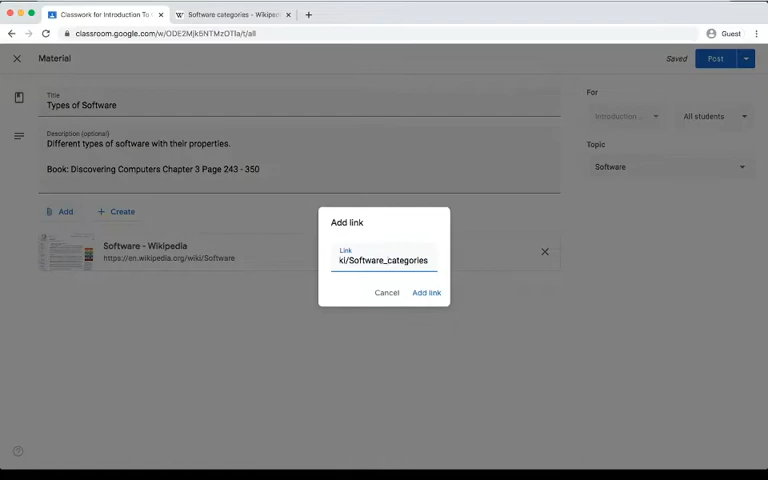 Classwork for Introduction To
Software categories - Wikiped
classroom.google.com/w/ODE2Mjk5NTMzOTla/t/all
Guest
Material
Saved
Post
Title
Types of Software
Description (optional)
Different types of software with their properties.
Book: Discovering Computers Chapter 3 Page 243 - 350
For
Introduction...
All students
Topic
Software
Add
Create
Software - Wikipedia
https://en.wikipedia.org/wiki/Software
Add link
Link
ki/Software_categories
Cancel
Add link